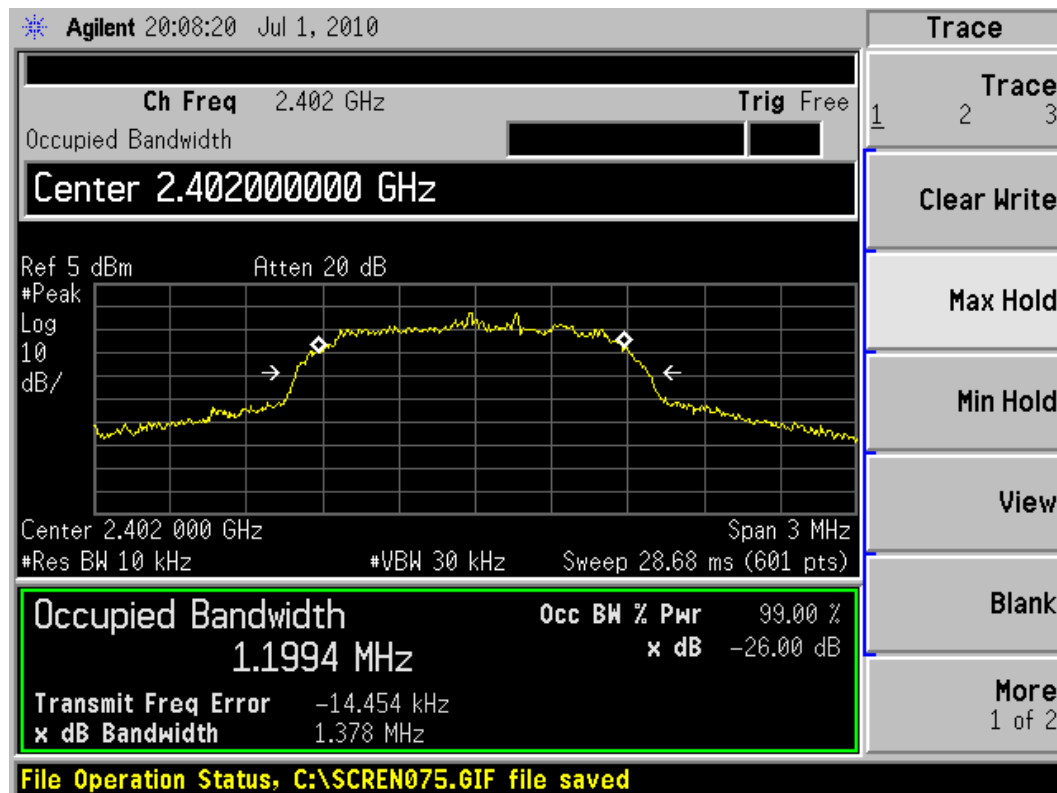 Agilent 20:08:20 Jul 1, 2010
Trace
Ch Freq 2.402 GHz Trig Free
Occupied Bandwidth
Center 2.402000000 GHz
Ref 5 dBm Atten 20 dB
#Peak
Log
10
dB/
Center 2.402 000 GHz Span 3 MHz
#Res BW 10 kHz #VBW 30 kHz Sweep 28.68 ms (601 pts)
Occupied Bandwidth
1.1994 MHz
Occ BW % Pwr 99.00 %
x dB -26.00 dB
Transmit Freq Error -14.454 kHz
x dB Bandwidth 1.378 MHz
Trace
1 2 3
Clear Write
Max Hold
Min Hold
View
Blank
More
1 of 2
File Operation Status, C:\SCREN075.GIF file saved